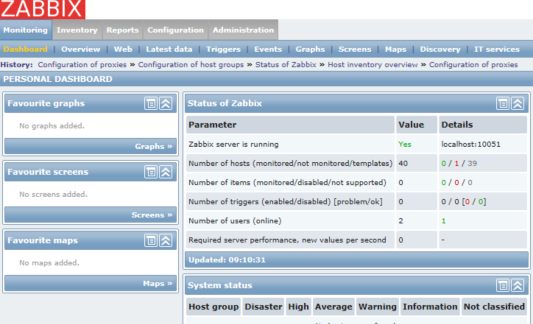 ZABBIX
Monitoring Inventory Reports Configuration Administration
Dashboard | Overview | Web | Latest data | Triggers | Events | Graphs | Screens | Maps | Discovery | IT services
History: Configuration of proxies » Configuration of host groups » Status of Zabbix » Host inventory overview » Configuration of proxies
PERSONAL DASHBOARD
Favourite graphs
No graphs added.
Graphs »
Favourite screens
No screens added.
Screens »
Favourite maps
No maps added.
Maps »
Status of Zabbix
Parameter Value Details
Zabbix server is running Yes localhost:10051
Number of hosts (monitored/not monitored/templates) 40 0 / 1 / 39
Number of items (monitored/disabled/not supported) 0 0 / 0 / 0
Number of triggers (enabled/disabled) [problem/ok] 0 0 / 0 [0 / 0]
Number of users (online) 2 1
Required server performance, new values per second 0 -
Updated: 09:10:31
System status
Host group Disaster High Average Warning Information Not classified